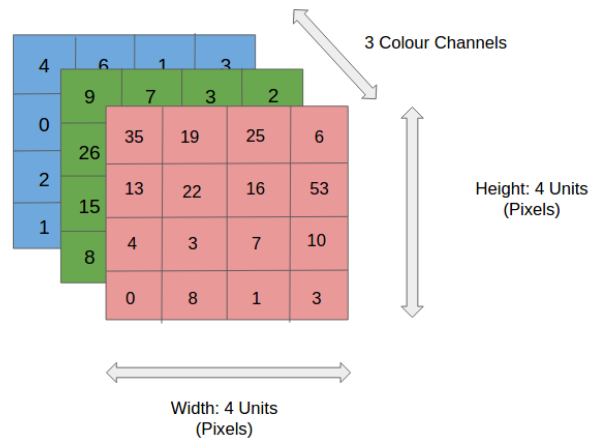 3 Colour Channels
4 6 1 3
9 7 3 2
35 19 25 6
0
26
13 22 16 53
Height: 4 Units
(Pixels)
2
15
4 3 7 10
1
8
0 8 1 3
Width: 4 Units
(Pixels)